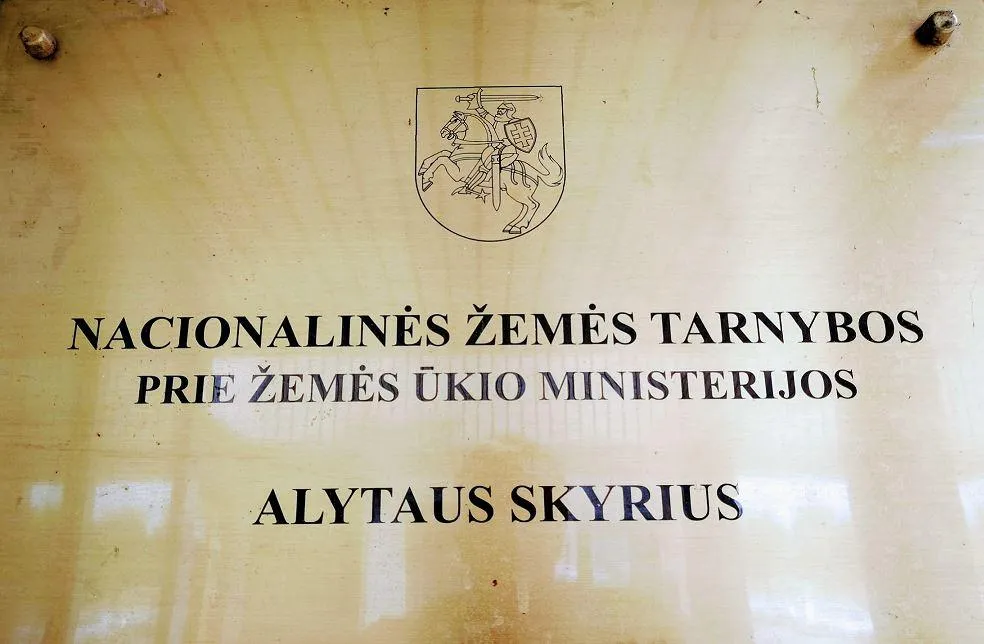 NACIONALINĖS ŽEMĖS TARNYBOS
PRIE ŽEMĖS ŪKIO MINISTERIJOS
ALYTAUS SKYRIUS